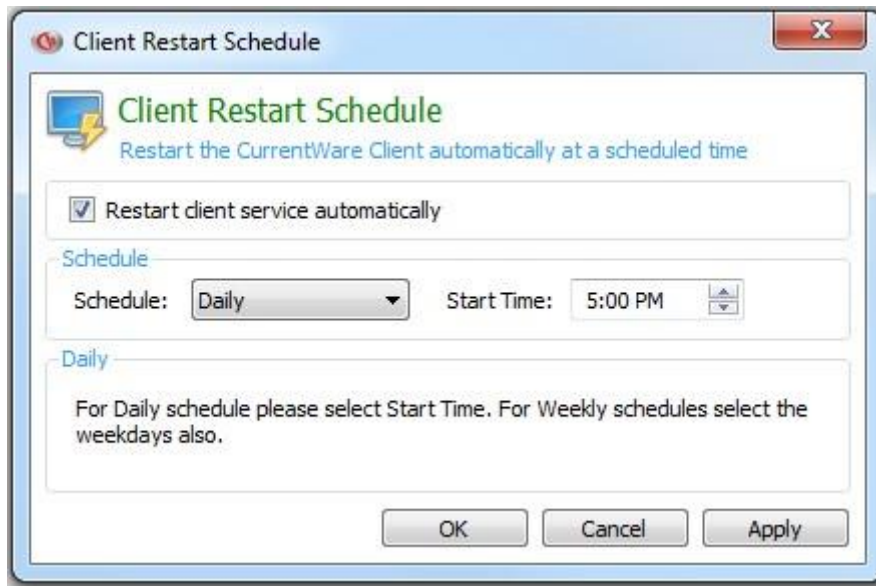 Client Restart Schedule
Client Restart Schedule
Restart the CurrentWare Client automatically at a scheduled time
Restart client service automatically
Schedule
Schedule: Daily Start Time: 5:00 PM
Daily
For Daily schedule please select Start Time. For Weekly schedules select the
weekdays also.
OK Cancel Apply